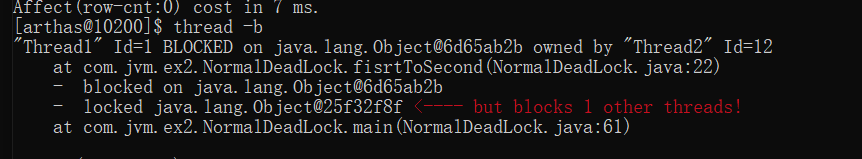 Affect(row-cnt:0) cost in 7 ms.
[arthas@10200]$ thread -b
"Thread1" Id=1 BLOCKED on java.lang.Object@6d65ab2b owned by "Thread2" Id=12
    at com.jvm.ex2.NormalDeadLock.fisrtToSecond(NormalDeadLock.java:22)
    -  blocked on java.lang.Object@6d65ab2b
    -  locked java.lang.Object@25f32f8f <---- but blocks 1 other threads!
    at com.jvm.ex2.NormalDeadLock.main(NormalDeadLock.java:61)